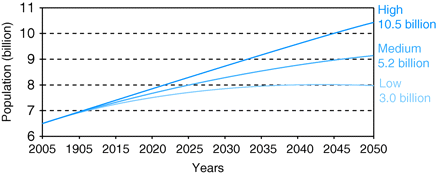 High
10.5 billion
Medium
5.2 billion
Low
3.0 billion
Population (billion)
11
10
9
8
7
6
2005 1905 2015 2020 2025 2030 2035 2040 2045 2050
Years